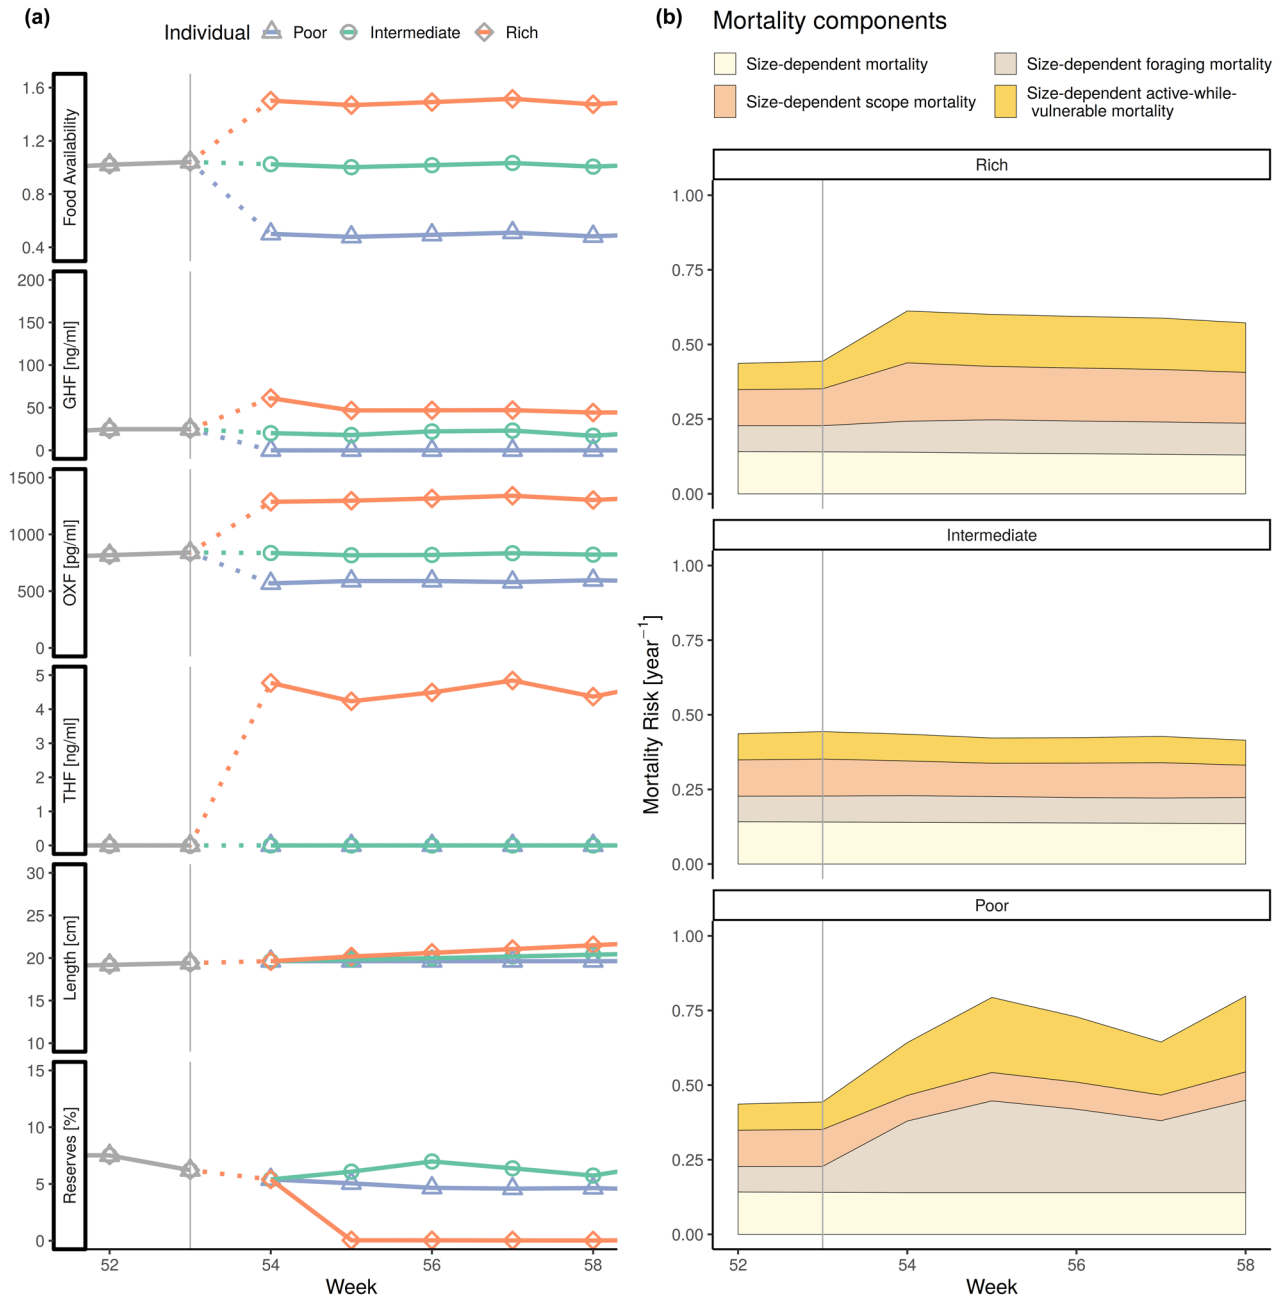 (a)
Individual Poor Intermediate Rich
Food Availability
1.6
1.2
0.8
0.4
GHF [ng/ml]
200
150
100
50
0
OXF [pg/ml]
1500
1000
500
0
THF [ng/ml]
5
4
3
2
1
0
Length [cm]
30
25
20
15
10
Reserves [%]
15
10
5
0
52 54 56 58
Week
(b) Mortality components
Size-dependent mortality
Size-dependent scope mortality
Size-dependent foraging mortality
Size-dependent active-while-
vulnerable mortality
Mortality Risk [year⁻¹]
Rich
1.00
0.75
0.50
0.25
0.00
Intermediate
1.00
0.75
0.50
0.25
0.00
Poor
1.00
0.75
0.50
0.25
0.00
52 54 56 58
Week